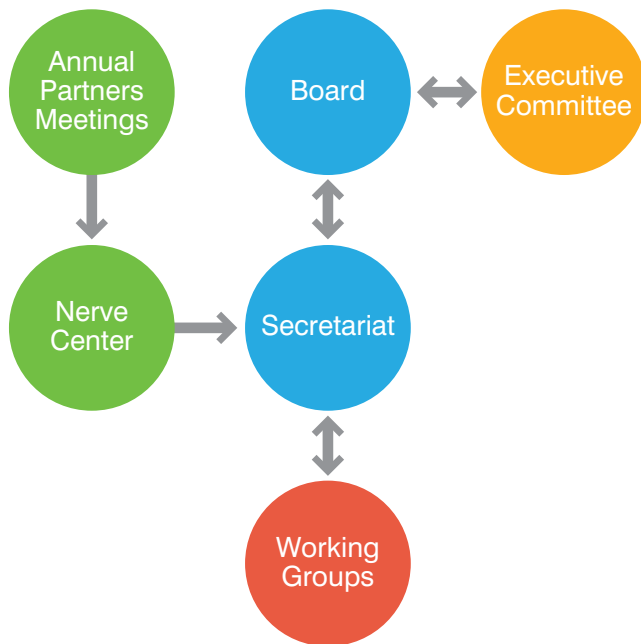 Annual
Partners
Meetings
Board
Executive
Committee
Nerve
Center
Secretariat
Working
Groups